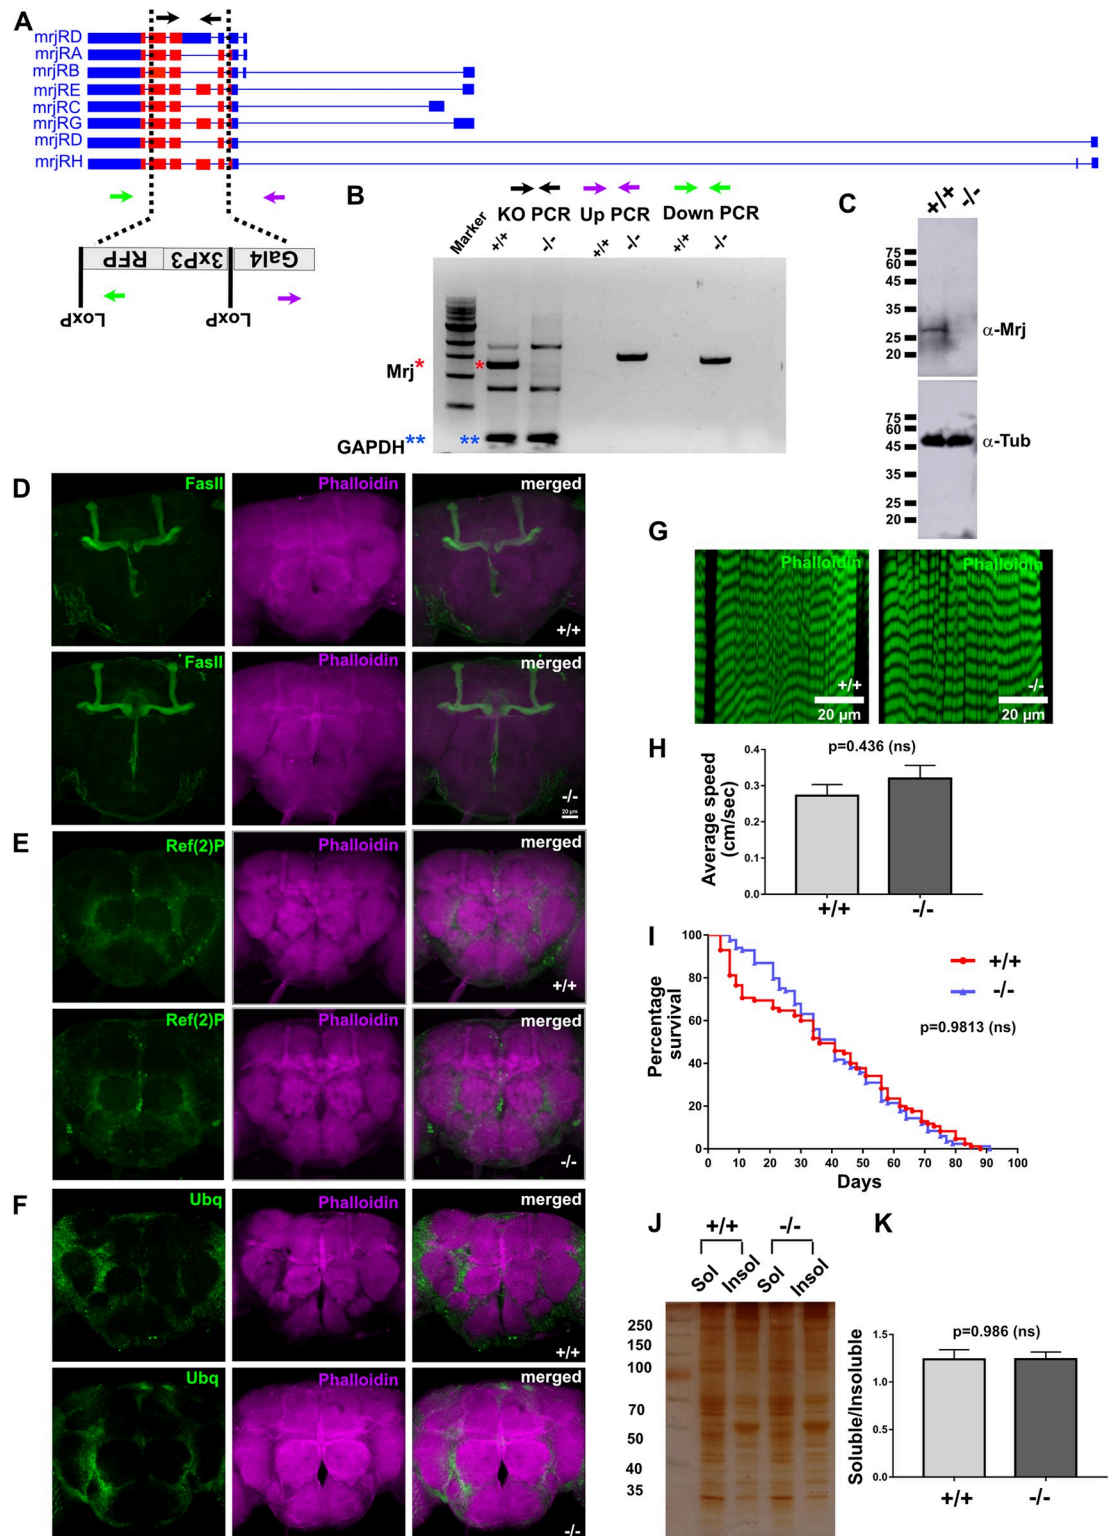 A
mrjRD
mrjRA
mrjRB
mrjRE
mrjRC
mrjRG
mrjRD
mrjRH
RFP
3xP3
Gal4
LoxP
LoxP
B
KO PCR
Up PCR
Down PCR
Marker
+/+
-/-
+/+
-/-
+/+
-/-
Mrj*
*
GAPDH**
**
C
+/+
-/-
75
60
45
35
25
20
α-Mrj
75
60
45
35
25
20
α-Tub
D
FasII
Phalloidin
merged
+/+
FasII
Phalloidin
merged
-/-
20 µm
E
Ref(2)P
Phalloidin
merged
+/+
Ref(2)P
Phalloidin
merged
-/-
F
Ubq
Phalloidin
merged
+/+
Ubq
Phalloidin
merged
-/-
G
Phalloidin
+/+
20 µm
Phalloidin
-/-
20 µm
H
p=0.436 (ns)
Average speed
(cm/sec)
0.4
0.3
0.2
0.1
0.0
+/+
-/-
I
Percentage
survival
100
80
60
40
20
0
+/+
-/-
p=0.9813 (ns)
0 10 20 30 40 50 60 70 80 90 100
Days
J
+/+
-/-
Sol
Insol
Sol
Insol
250
150
100
70
50
40
35
K
p=0.986 (ns)
Soluble/Insoluble
1.5
1.0
0.5
0.0
+/+
-/-